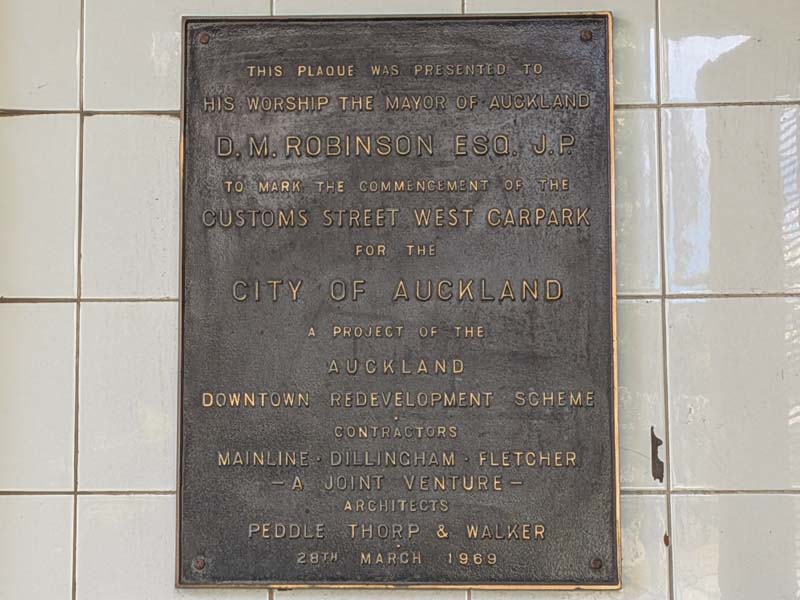 THIS PLAQUE WAS PRESENTED TO
HIS WORSHIP THE MAYOR OF AUCKLAND
D.M. ROBINSON ESQ. J.P.
TO MARK THE COMMENCEMENT OF THE
CUSTOMS STREET WEST CARPARK
FOR THE
CITY OF AUCKLAND
A PROJECT OF THE
AUCKLAND
DOWNTOWN REDEVELOPMENT SCHEME
CONTRACTORS
MAINLINE · DILLINGHAM · FLETCHER
— A JOINT VENTURE —
ARCHITECTS
PEDDLE THORP & WALKER
28TH MARCH 1969